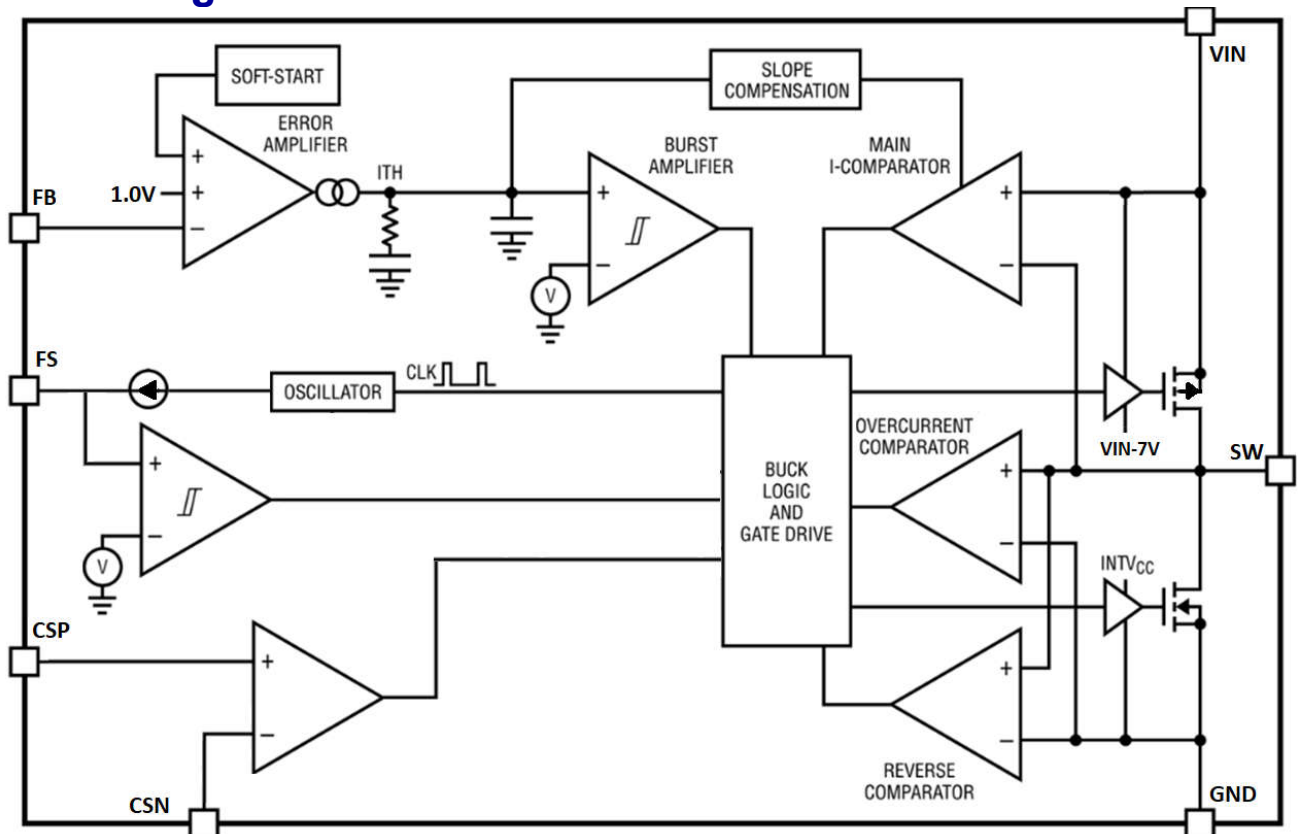 g
VIN
SOFT-START
SLOPE
COMPENSATION
ERROR
AMPLIFIER
BURST
AMPLIFIER
MAIN
I-COMPARATOR
ITH
FB
1.0V
+
+
−
+
−
V
+
−
FS
CLK
OSCILLATOR
VIN-7V
SW
OVERCURRENT
COMPARATOR
+
−
BUCK
LOGIC
AND
GATE DRIVE
+
−
V
INTVCC
CSP
+
−
+
−
REVERSE
COMPARATOR
CSN
GND